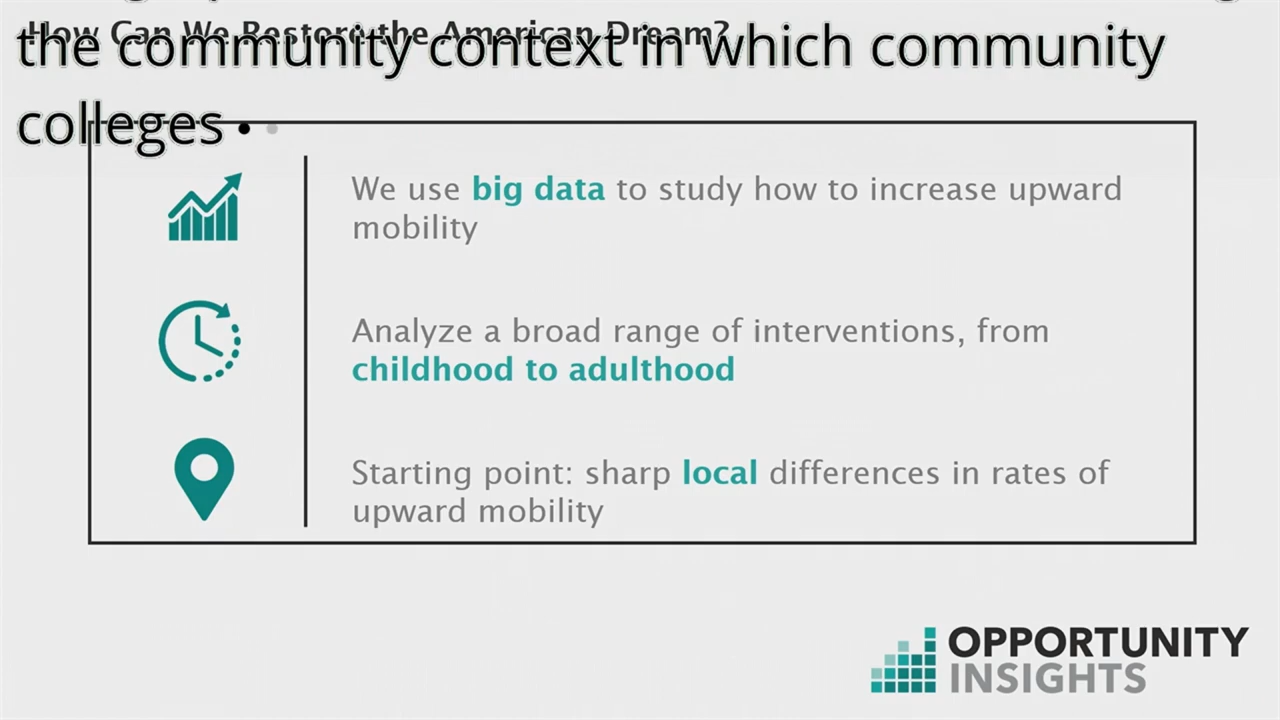 How Can We Restore the American Dream?
the community context in which community
colleges
We use big data to study how to increase upward
mobility
Analyze a broad range of interventions, from
childhood to adulthood
Starting point: sharp local differences in rates of
upward mobility
OPPORTUNITY
INSIGHTS